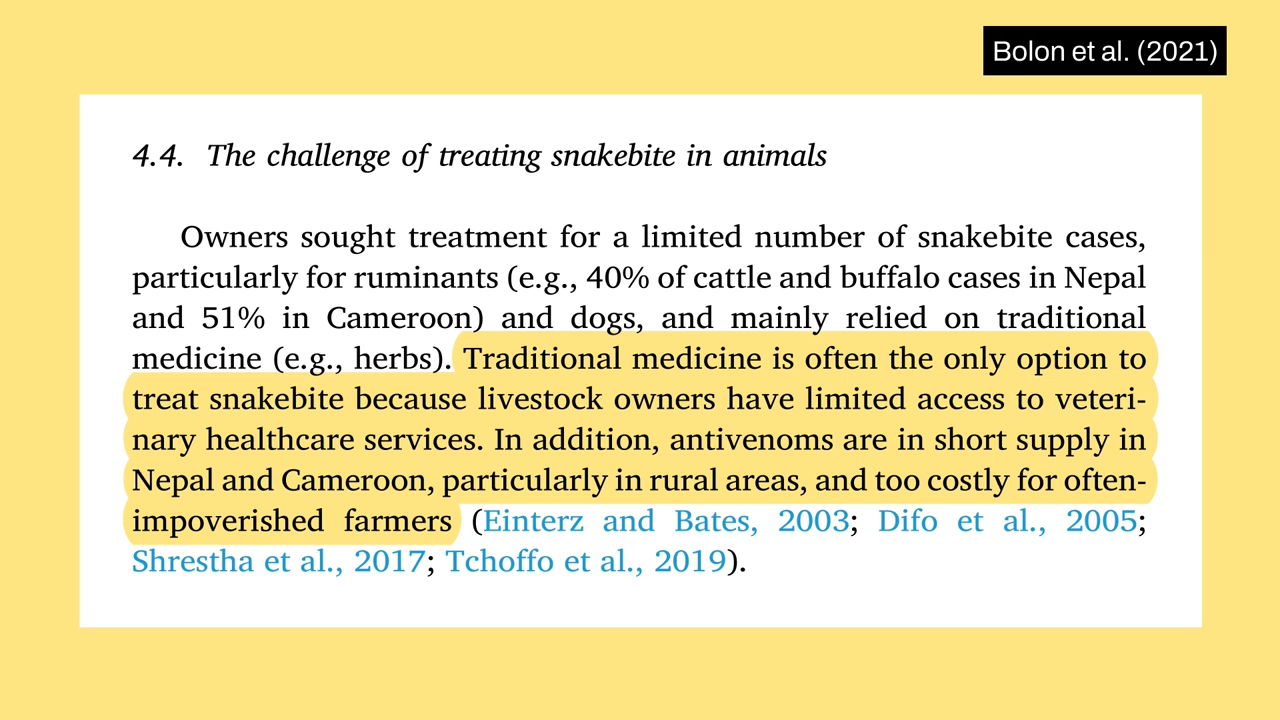 Bolon et al. (2021)
4.4. The challenge of treating snakebite in animals
Owners sought treatment for a limited number of snakebite cases,
particularly for ruminants (e.g., 40% of cattle and buffalo cases in Nepal
and 51% in Cameroon) and dogs, and mainly relied on traditional
medicine (e.g., herbs). Traditional medicine is often the only option to
treat snakebite because livestock owners have limited access to veteri-
nary healthcare services. In addition, antivenoms are in short supply in
Nepal and Cameroon, particularly in rural areas, and too costly for often-
impoverished farmers (Einterz and Bates, 2003; Difo et al., 2005;
Shrestha et al., 2017; Tchoffo et al., 2019).